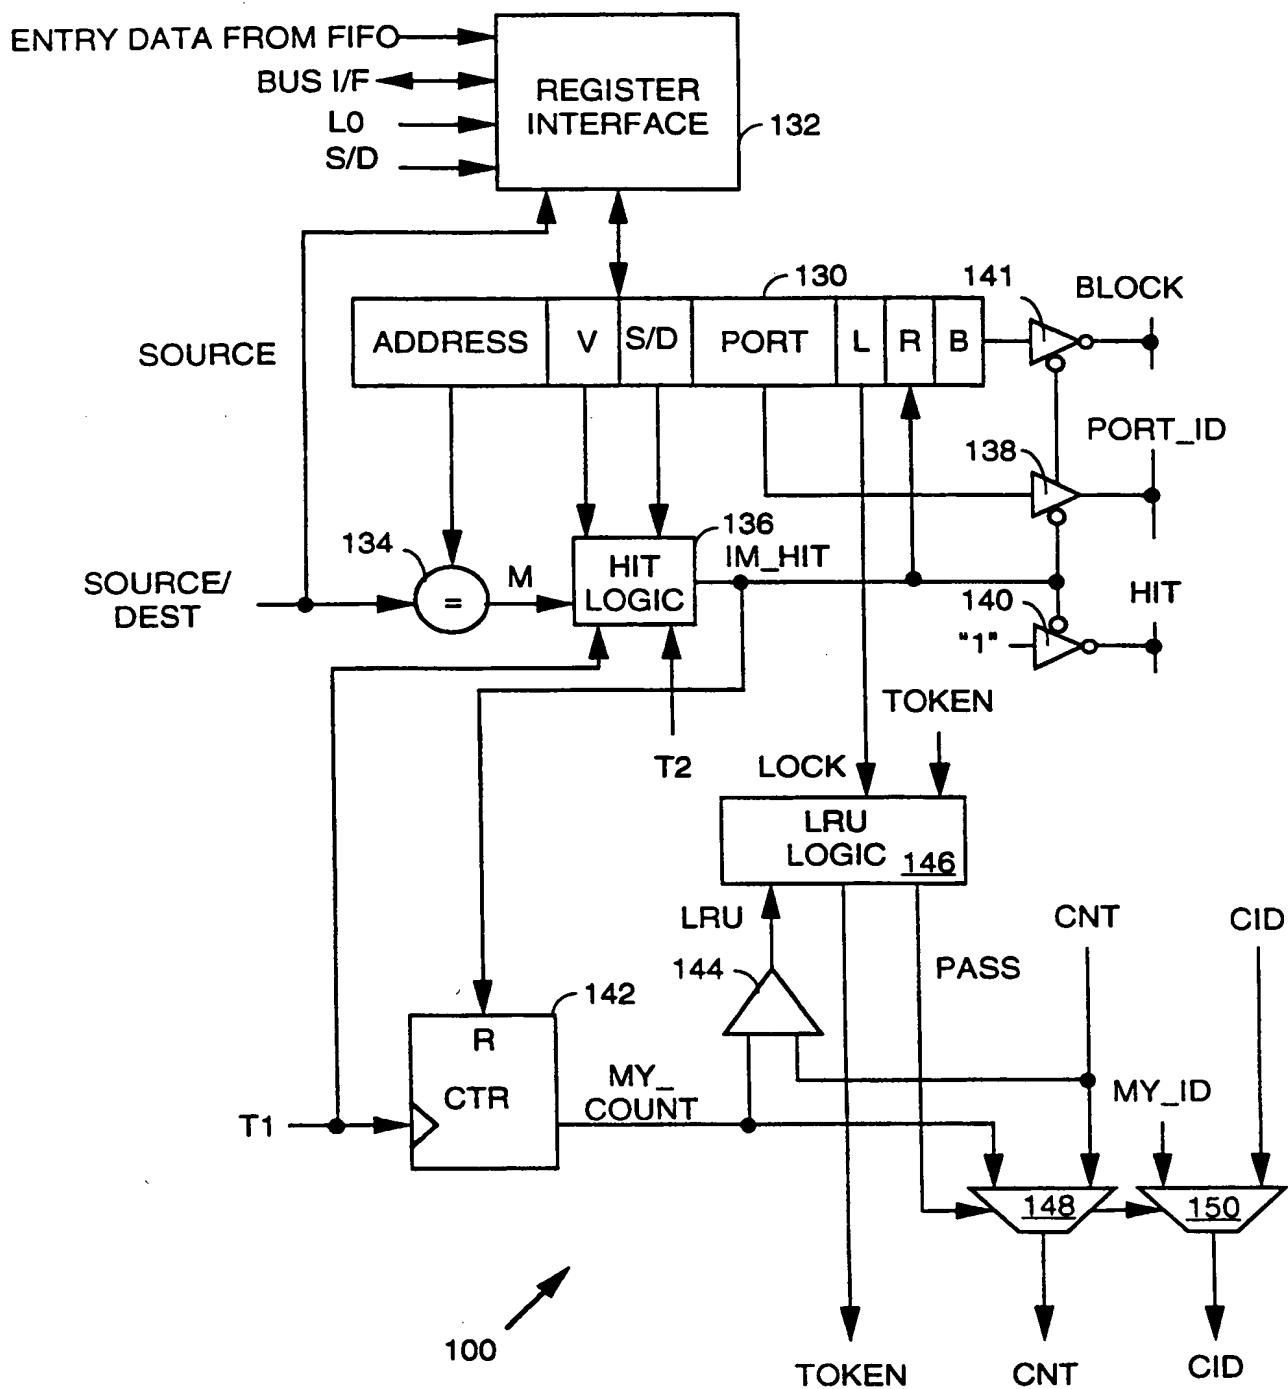 ENTRY DATA FROM FIFO
BUS I/F
L0
S/D
REGISTER
INTERFACE
132
SOURCE
130
141
BLOCK
ADDRESS
V
S/D
PORT
L
R
B
PORT_ID
138
134
136
IM_HIT
SOURCE/
DEST
=
M
HIT
LOGIC
140
HIT
"1"
T2
TOKEN
LOCK
LRU
LOGIC
146
LRU
CNT
CID
144
PASS
142
R
CTR
MY_
COUNT
MY_ID
T1
148
150
100
TOKEN
CNT
CID